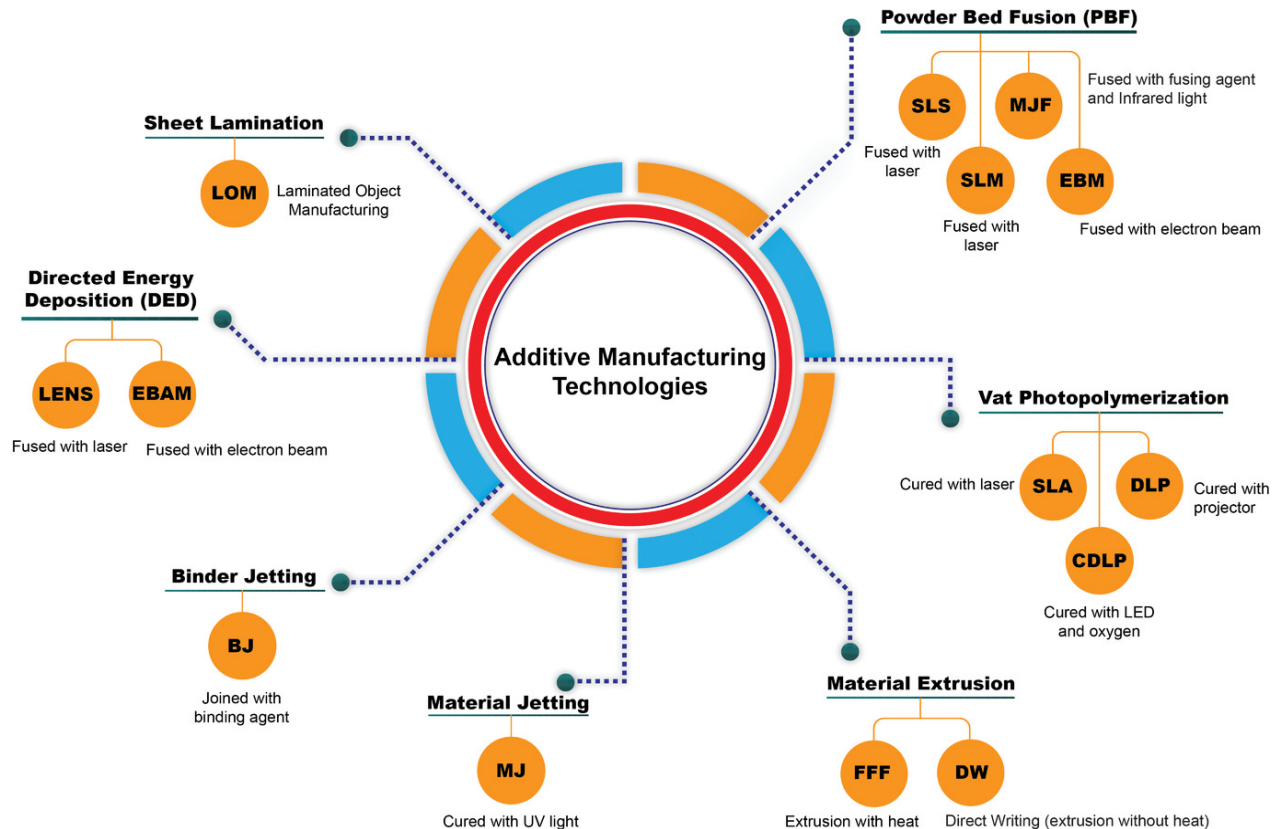 Powder Bed Fusion (PBF)
SLS
MJF
Fused with fusing agent
and Infrared light
Fused with
laser
SLM
EBM
Fused with
laser
Fused with electron beam
Sheet Lamination
LOM
Laminated Object
Manufacturing
Directed Energy
Deposition (DED)
LENS
EBAM
Fused with laser
Fused with electron beam
Additive Manufacturing
Technologies
Vat Photopolymerization
Cured with laser
SLA
DLP
Cured with
projector
CDLP
Cured with LED
and oxygen
Binder Jetting
BJ
Joined with
binding agent
Material Jetting
MJ
Cured with UV light
Material Extrusion
FFF
DW
Extrusion with heat
Direct Writing (extrusion without heat)